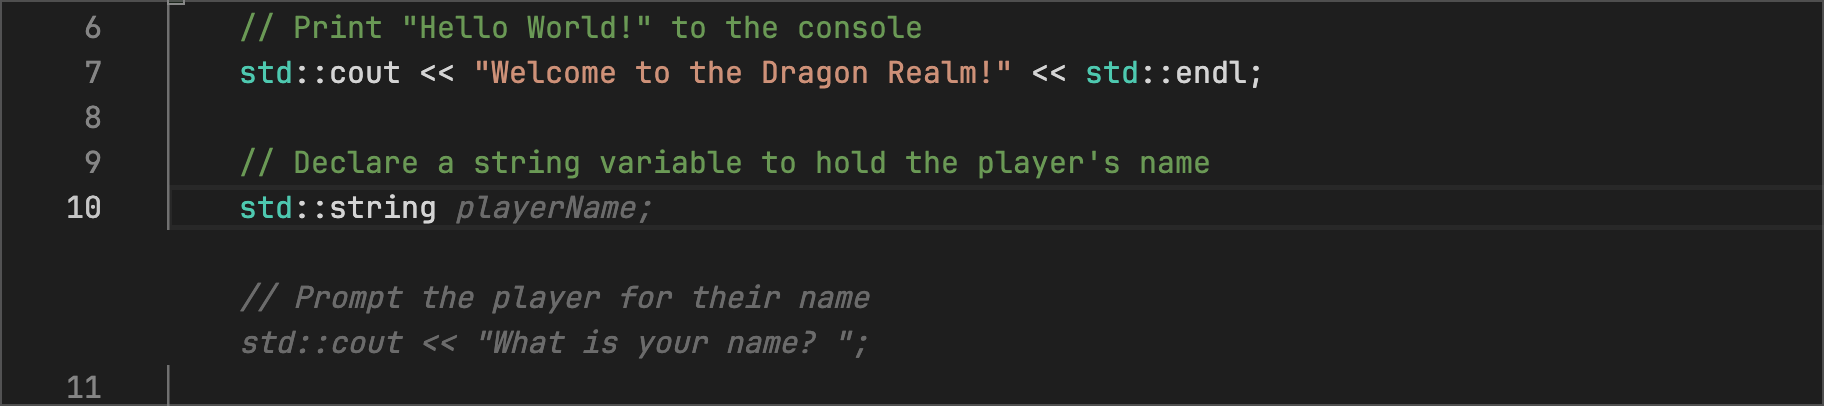 6 // Print "Hello World!" to the console
7 std::cout << "Welcome to the Dragon Realm!" << std::endl;
8
9 // Declare a string variable to hold the player's name
10 std::string playerName;
// Prompt the player for their name
std::cout << "What is your name? ";
11